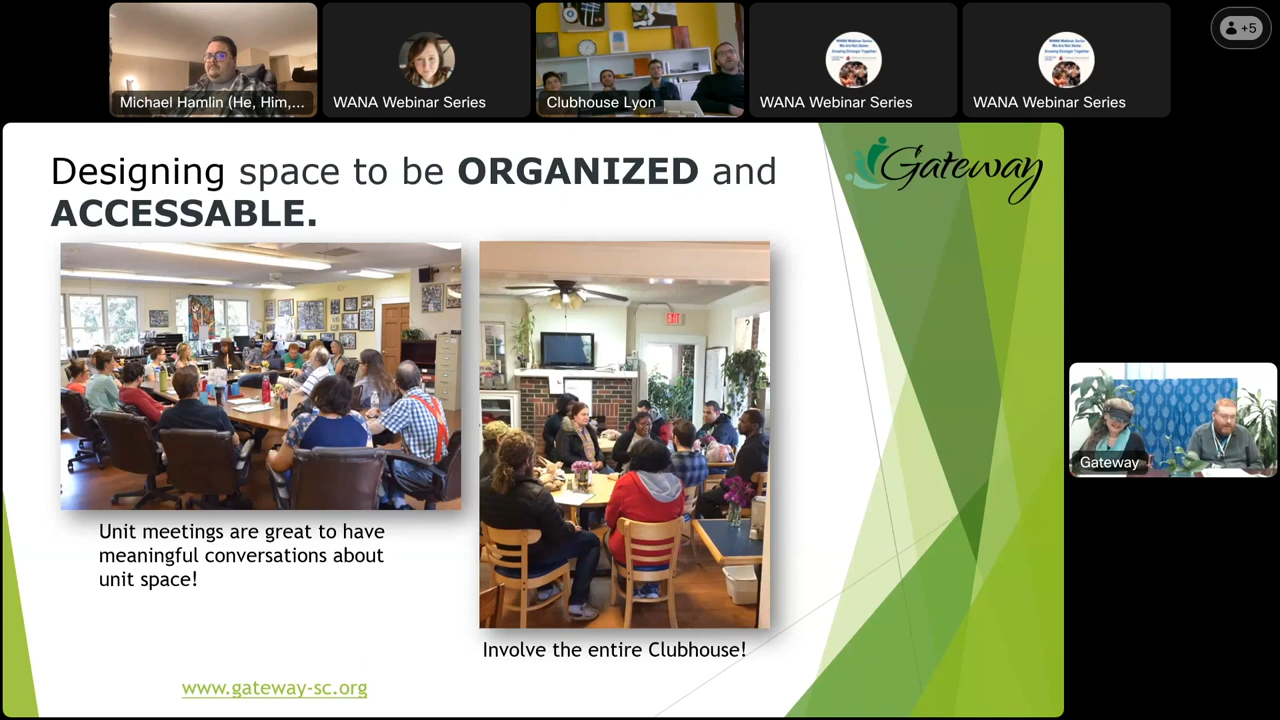 Michael Hamlin (He, Him,...
WANA Webinar Series
Clubhouse Lyon
WANA Webinar Series
WANA Webinar Series
+5
Designing space to be ORGANIZED and
ACCESSABLE.
Gateway
Unit meetings are great to have
meaningful conversations about
unit space!
Involve the entire Clubhouse!
www.gateway-sc.org
Gateway